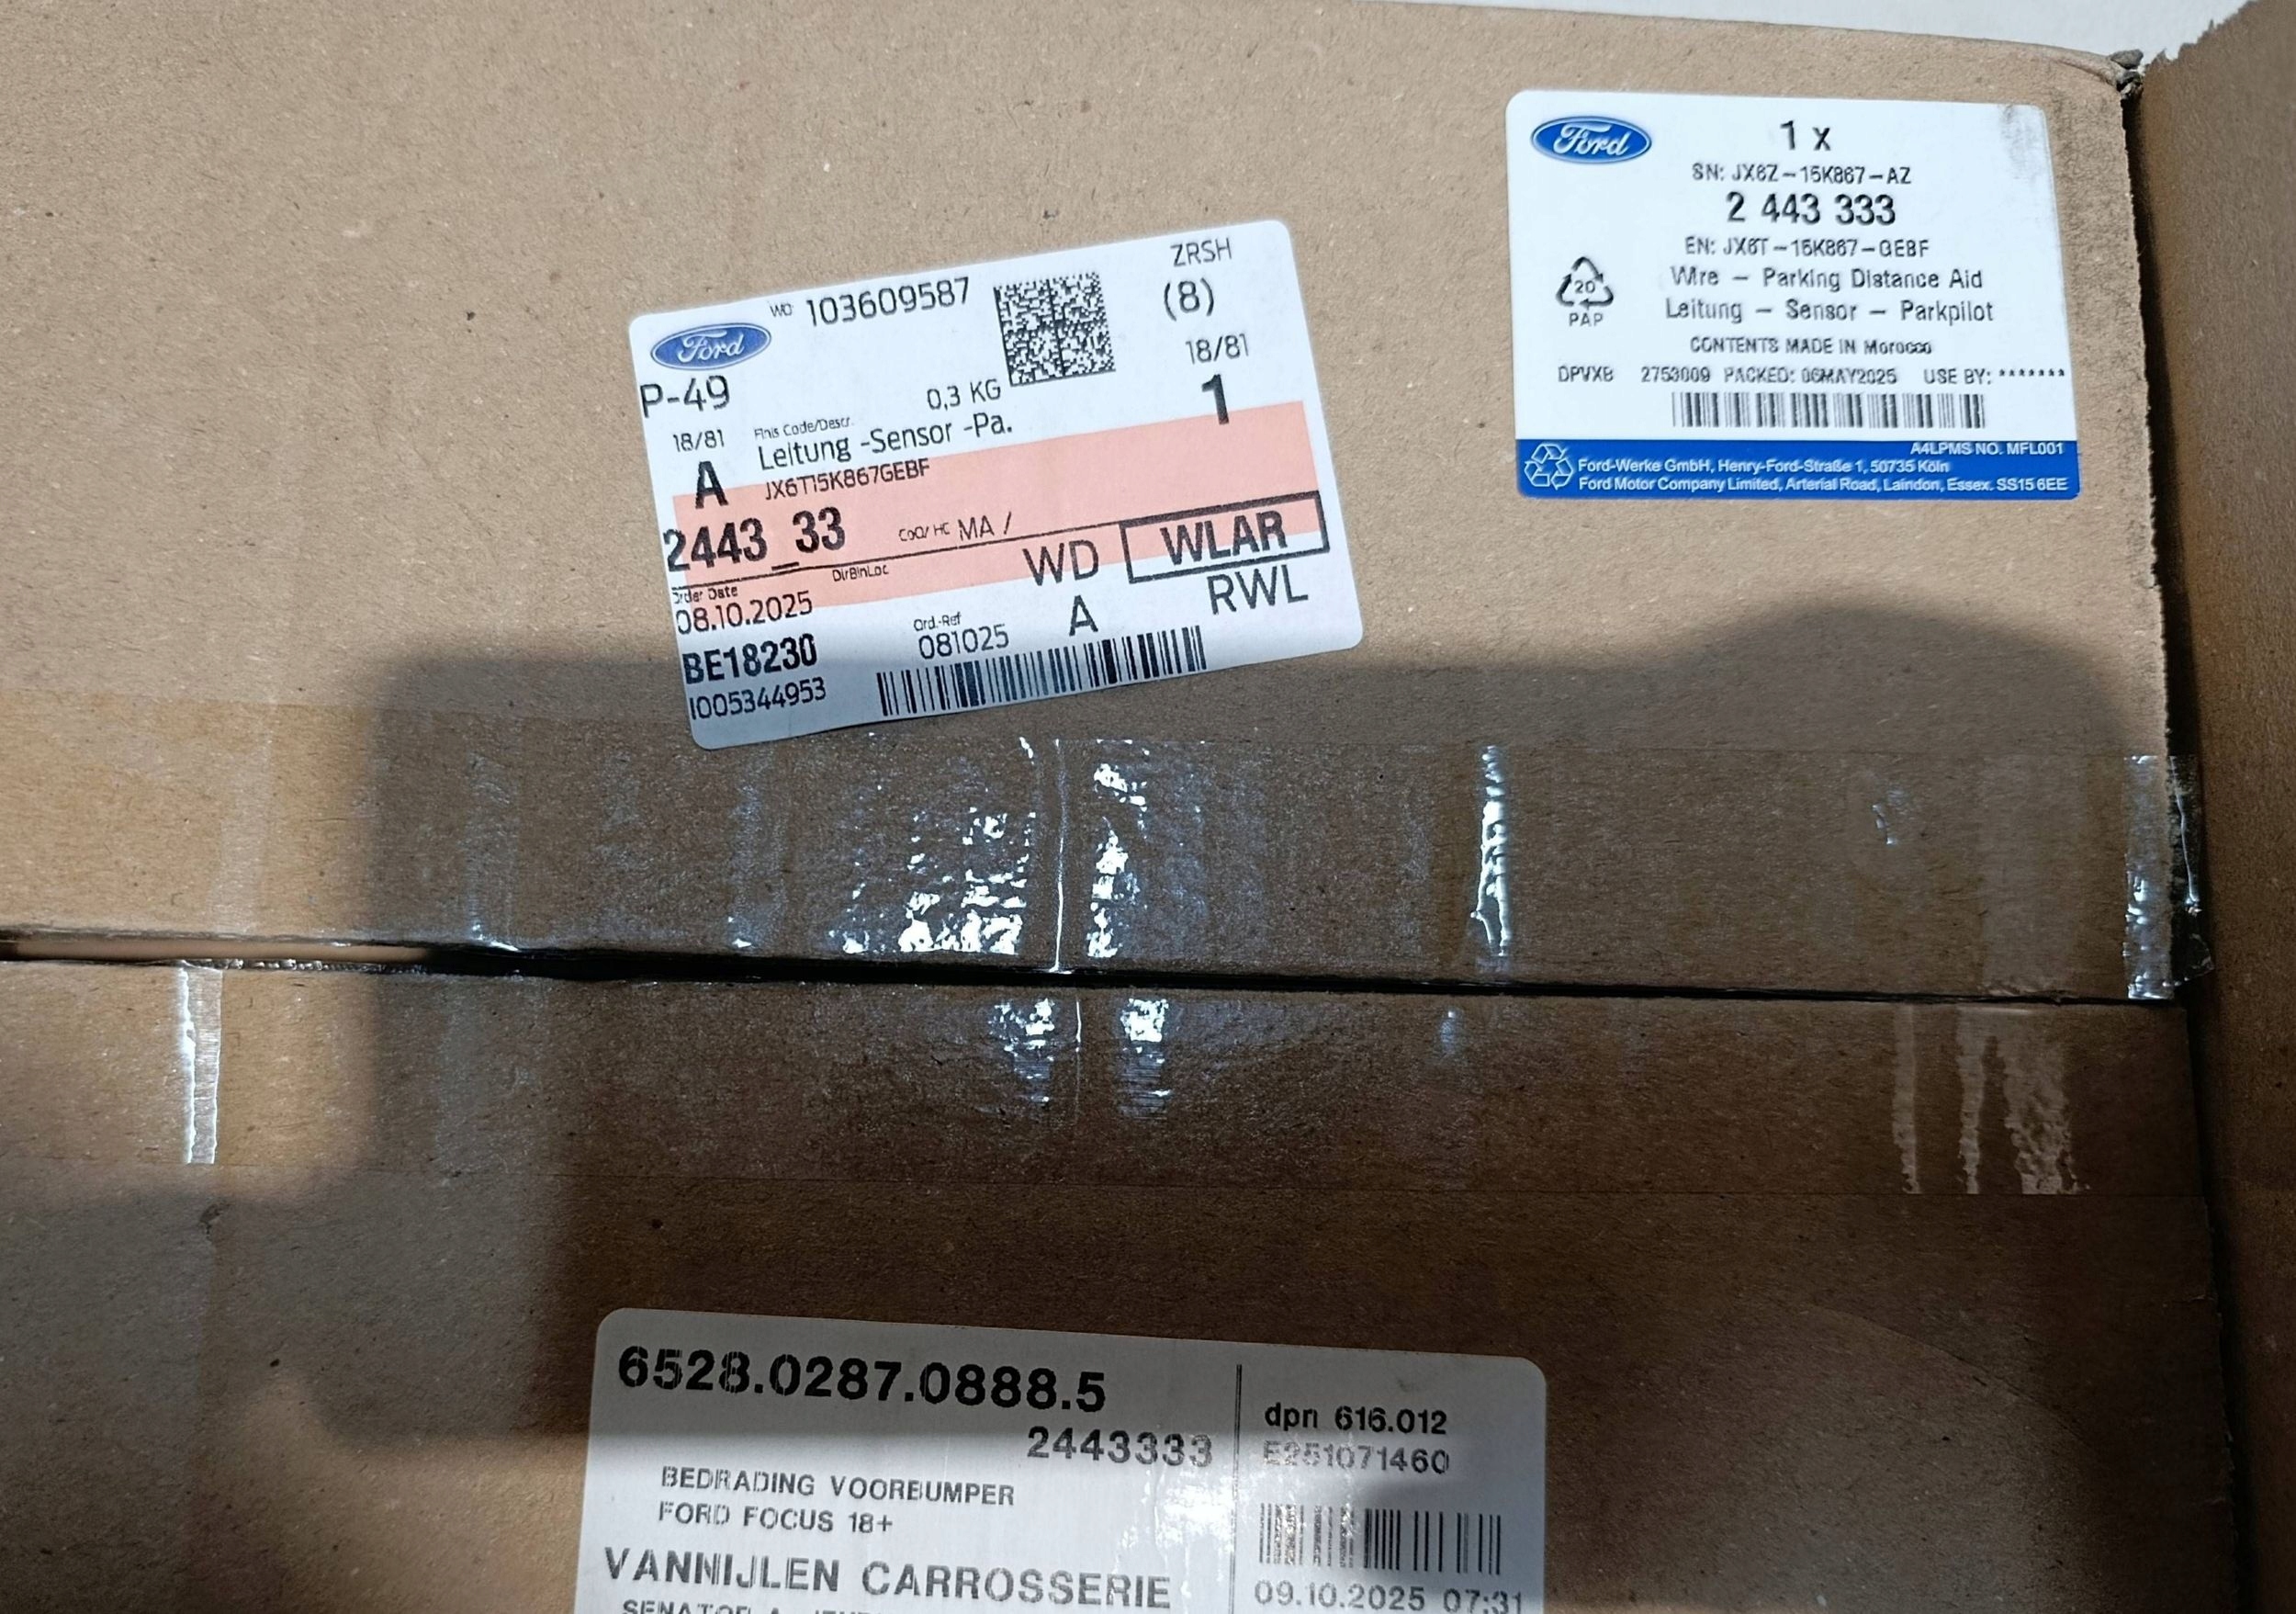 Ford
1 x
SN: JX6Z-15K867-AZ
2 443 333
EN: JX6T-15K867-GEBF
Wire - Parking Distance Aid
Leitung - Sensor - Parkpilot
20
PAP
CONTENTS MADE IN Morocco
DPVXB 2753009 PACKED: 06MAY2025 USE BY: *******
A4LPMS NO. MFL001
Ford-Werke GmbH, Henry-Ford-Straße 1, 50735 Köln
Ford Motor Company Limited, Arterial Road, Laindon, Essex. SS15 6EE
WD 103609587
ZRSH
(8)
Ford
P-49
0,3 KG
18/81
18/81
Finis Code/Descr.
1
Leitung -Sensor -Pa.
A
JX6T15K867GEBF
2443_33
CoO/ HC MA /
WD
WLAR
Order Date
DirBinLoc
08.10.2025
Ord.-Ref
A
RWL
BE18230
081025
1005344953
6528.0287.0888.5
2443333
dpn 616.012
E251071460
BEDRADING VOORBUMPER
FORD FOCUS 18+
VANNIJLEN CARROSSERIE
09.10.2025 07:31